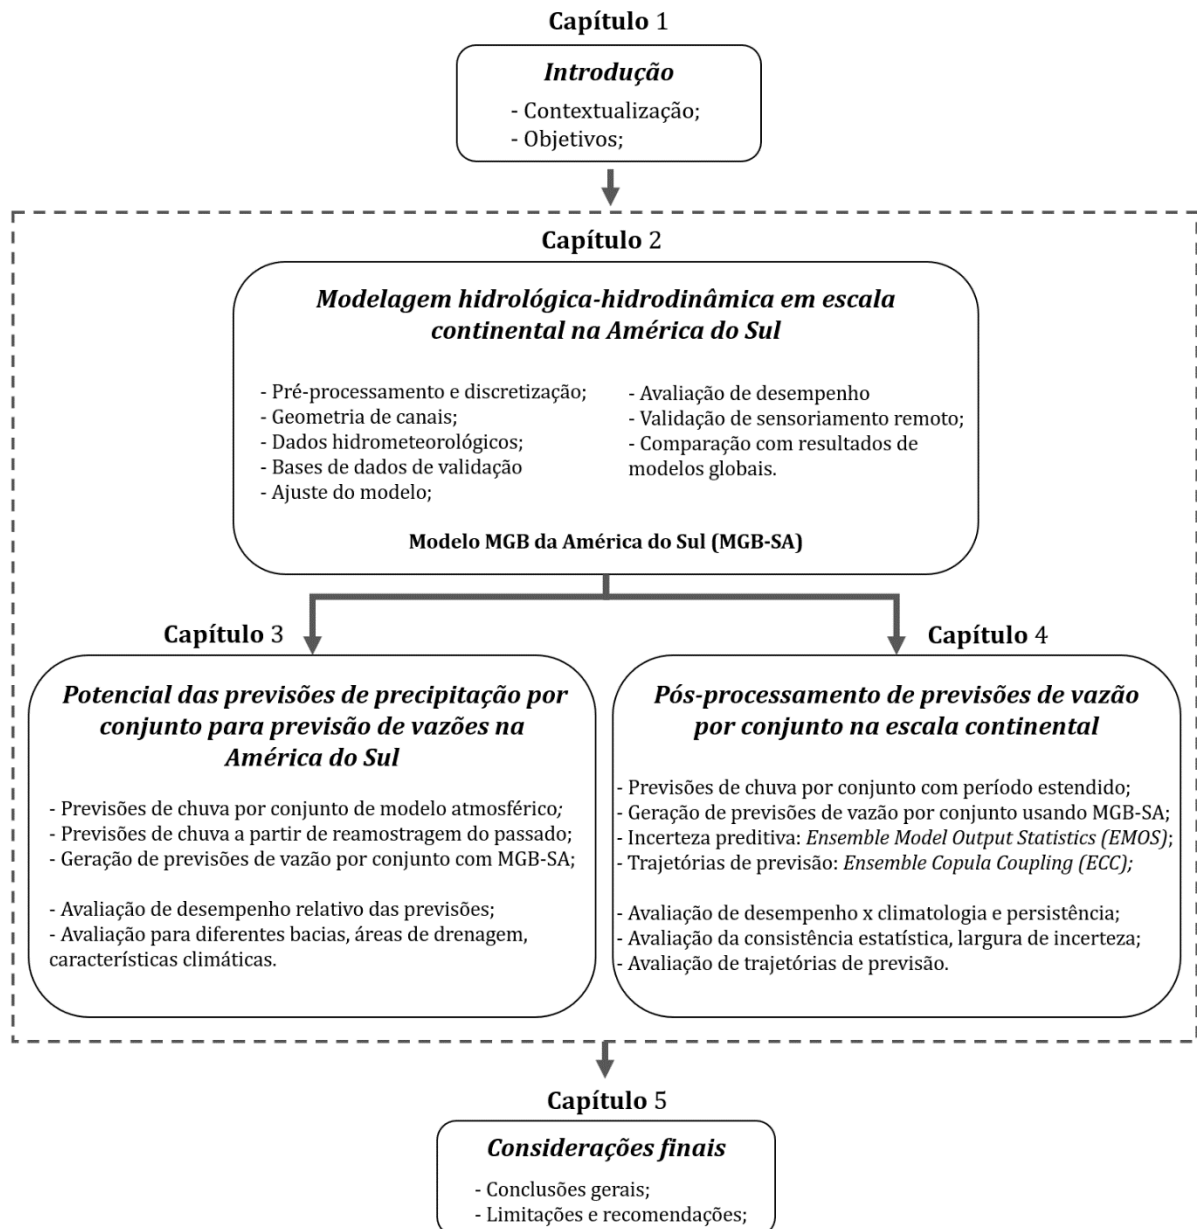 Capítulo 1
Introdução
- Contextualização;
- Objetivos;
Capítulo 2
Modelagem hidrológica-hidrodinâmica em escala
continental na América do Sul
- Pré-processamento e discretização;
- Geometria de canais;
- Dados hidrometeorológicos;
- Bases de dados de validação
- Ajuste do modelo;
- Avaliação de desempenho
- Validação de sensoriamento remoto;
- Comparação com resultados de
modelos globais.
Modelo MGB da América do Sul (MGB-SA)
Capítulo 3
Potencial das previsões de precipitação por
conjunto para previsão de vazões na
América do Sul
- Previsões de chuva por conjunto de modelo atmosférico;
- Previsões de chuva a partir de reamostragem do passado;
- Geração de previsões de vazão por conjunto com MGB-SA;
- Avaliação de desempenho relativo das previsões;
- Avaliação para diferentes bacias, áreas de drenagem,
características climáticas.
Capítulo 4
Pós-processamento de previsões de vazão
por conjunto na escala continental
- Previsões de chuva por conjunto com período estendido;
- Geração de previsões de vazão por conjunto usando MGB-SA;
- Incerteza preditiva: Ensemble Model Output Statistics (EMOS);
- Trajetórias de previsão: Ensemble Copula Coupling (ECC);
- Avaliação de desempenho x climatologia e persistência;
- Avaliação da consistência estatística, largura de incerteza;
- Avaliação de trajetórias de previsão.
Capítulo 5
Considerações finais
- Conclusões gerais;
- Limitações e recomendações;